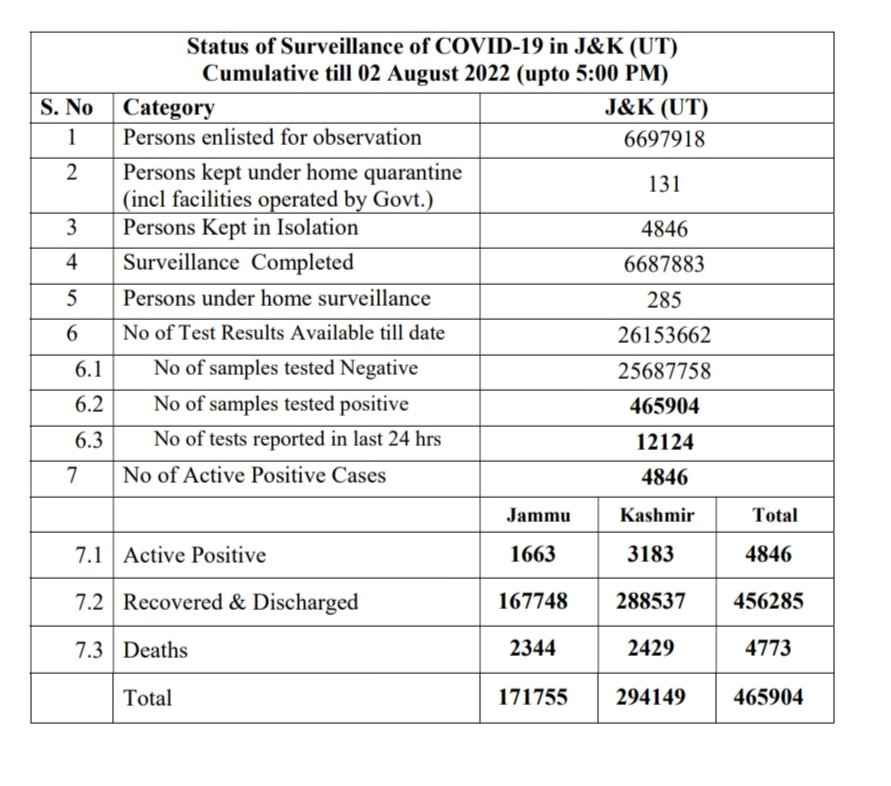 Status of Surveillance of COVID-19 in J&K (UT)
Cumulative till 02 August 2022 (upto 5:00 PM)
S. No Category J&K (UT)
1 Persons enlisted for observation 6697918
2 Persons kept under home quarantine
(incl facilities operated by Govt.) 131
3 Persons Kept in Isolation 4846
4 Surveillance Completed 6687883
5 Persons under home surveillance 285
6 No of Test Results Available till date 26153662
6.1 No of samples tested Negative 25687758
6.2 No of samples tested positive 465904
6.3 No of tests reported in last 24 hrs 12124
7 No of Active Positive Cases 4846
Jammu Kashmir Total
7.1 Active Positive 1663 3183 4846
7.2 Recovered & Discharged 167748 288537 456285
7.3 Deaths 2344 2429 4773
Total 171755 294149 465904